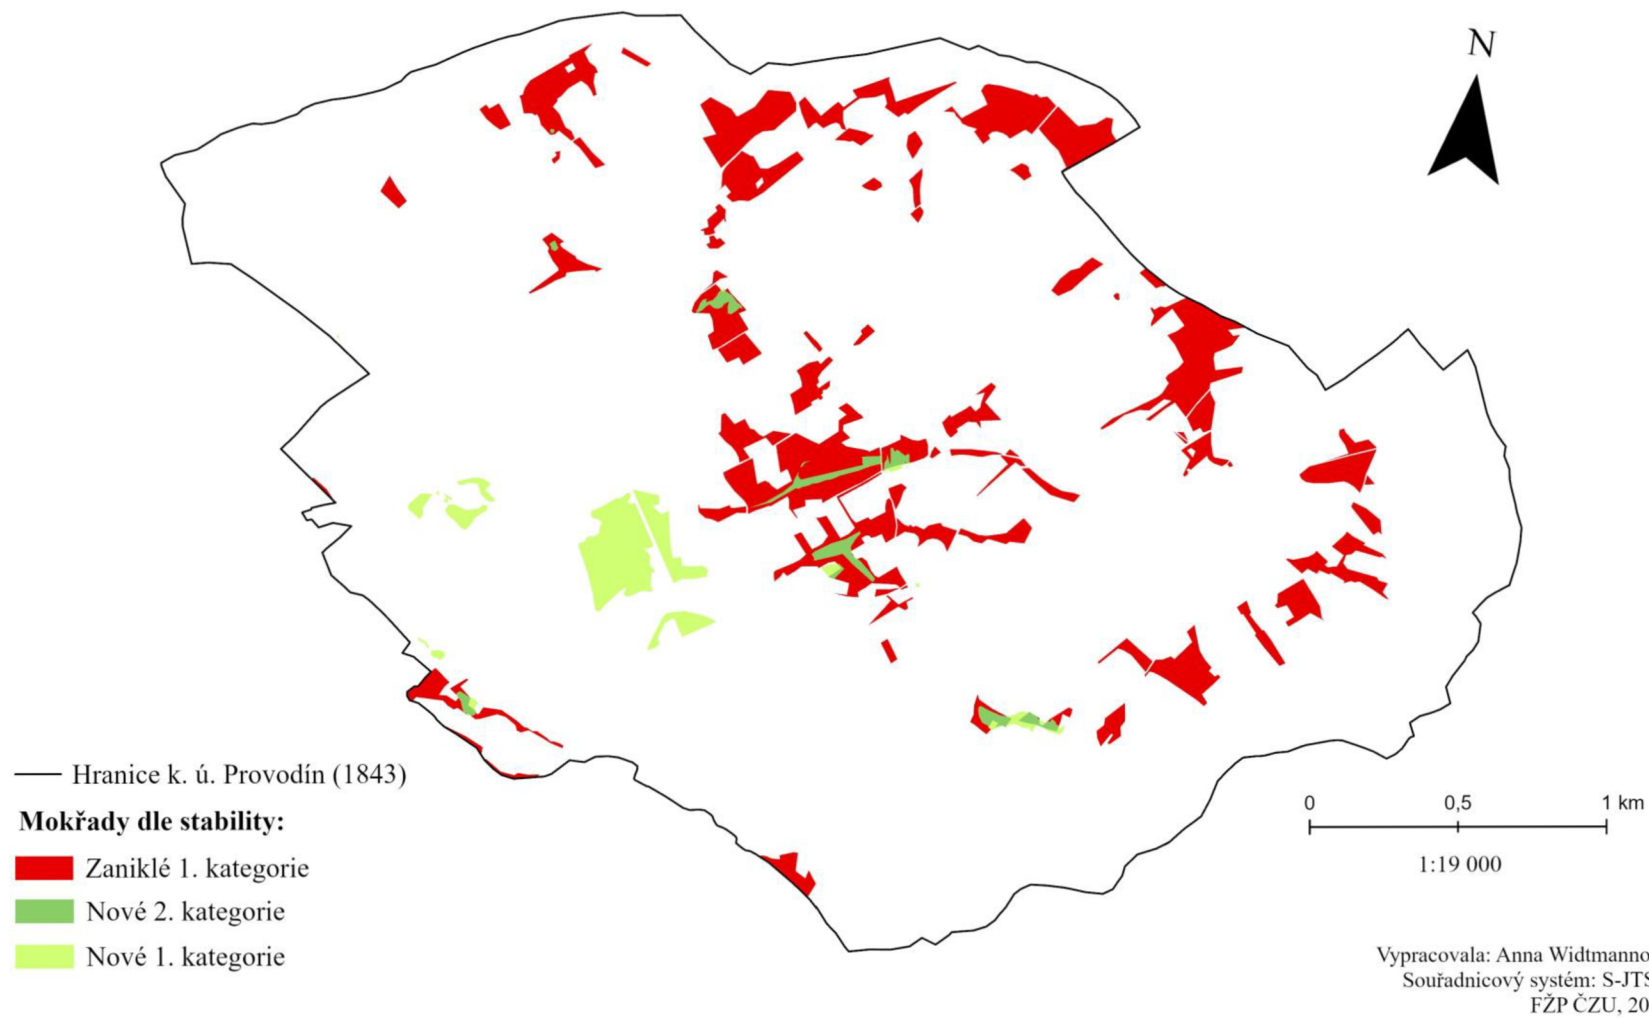 N
Hranice k. ú. Provodín (1843)
Mokřady dle stability:
Zaniklé 1. kategorie
Nové 2. kategorie
Nové 1. kategorie
0 0,5 1 km
1:19 000
Vypracovala: Anna Widtmanno
Souřadnicový systém: S-JTS
FŽP ČZU, 20